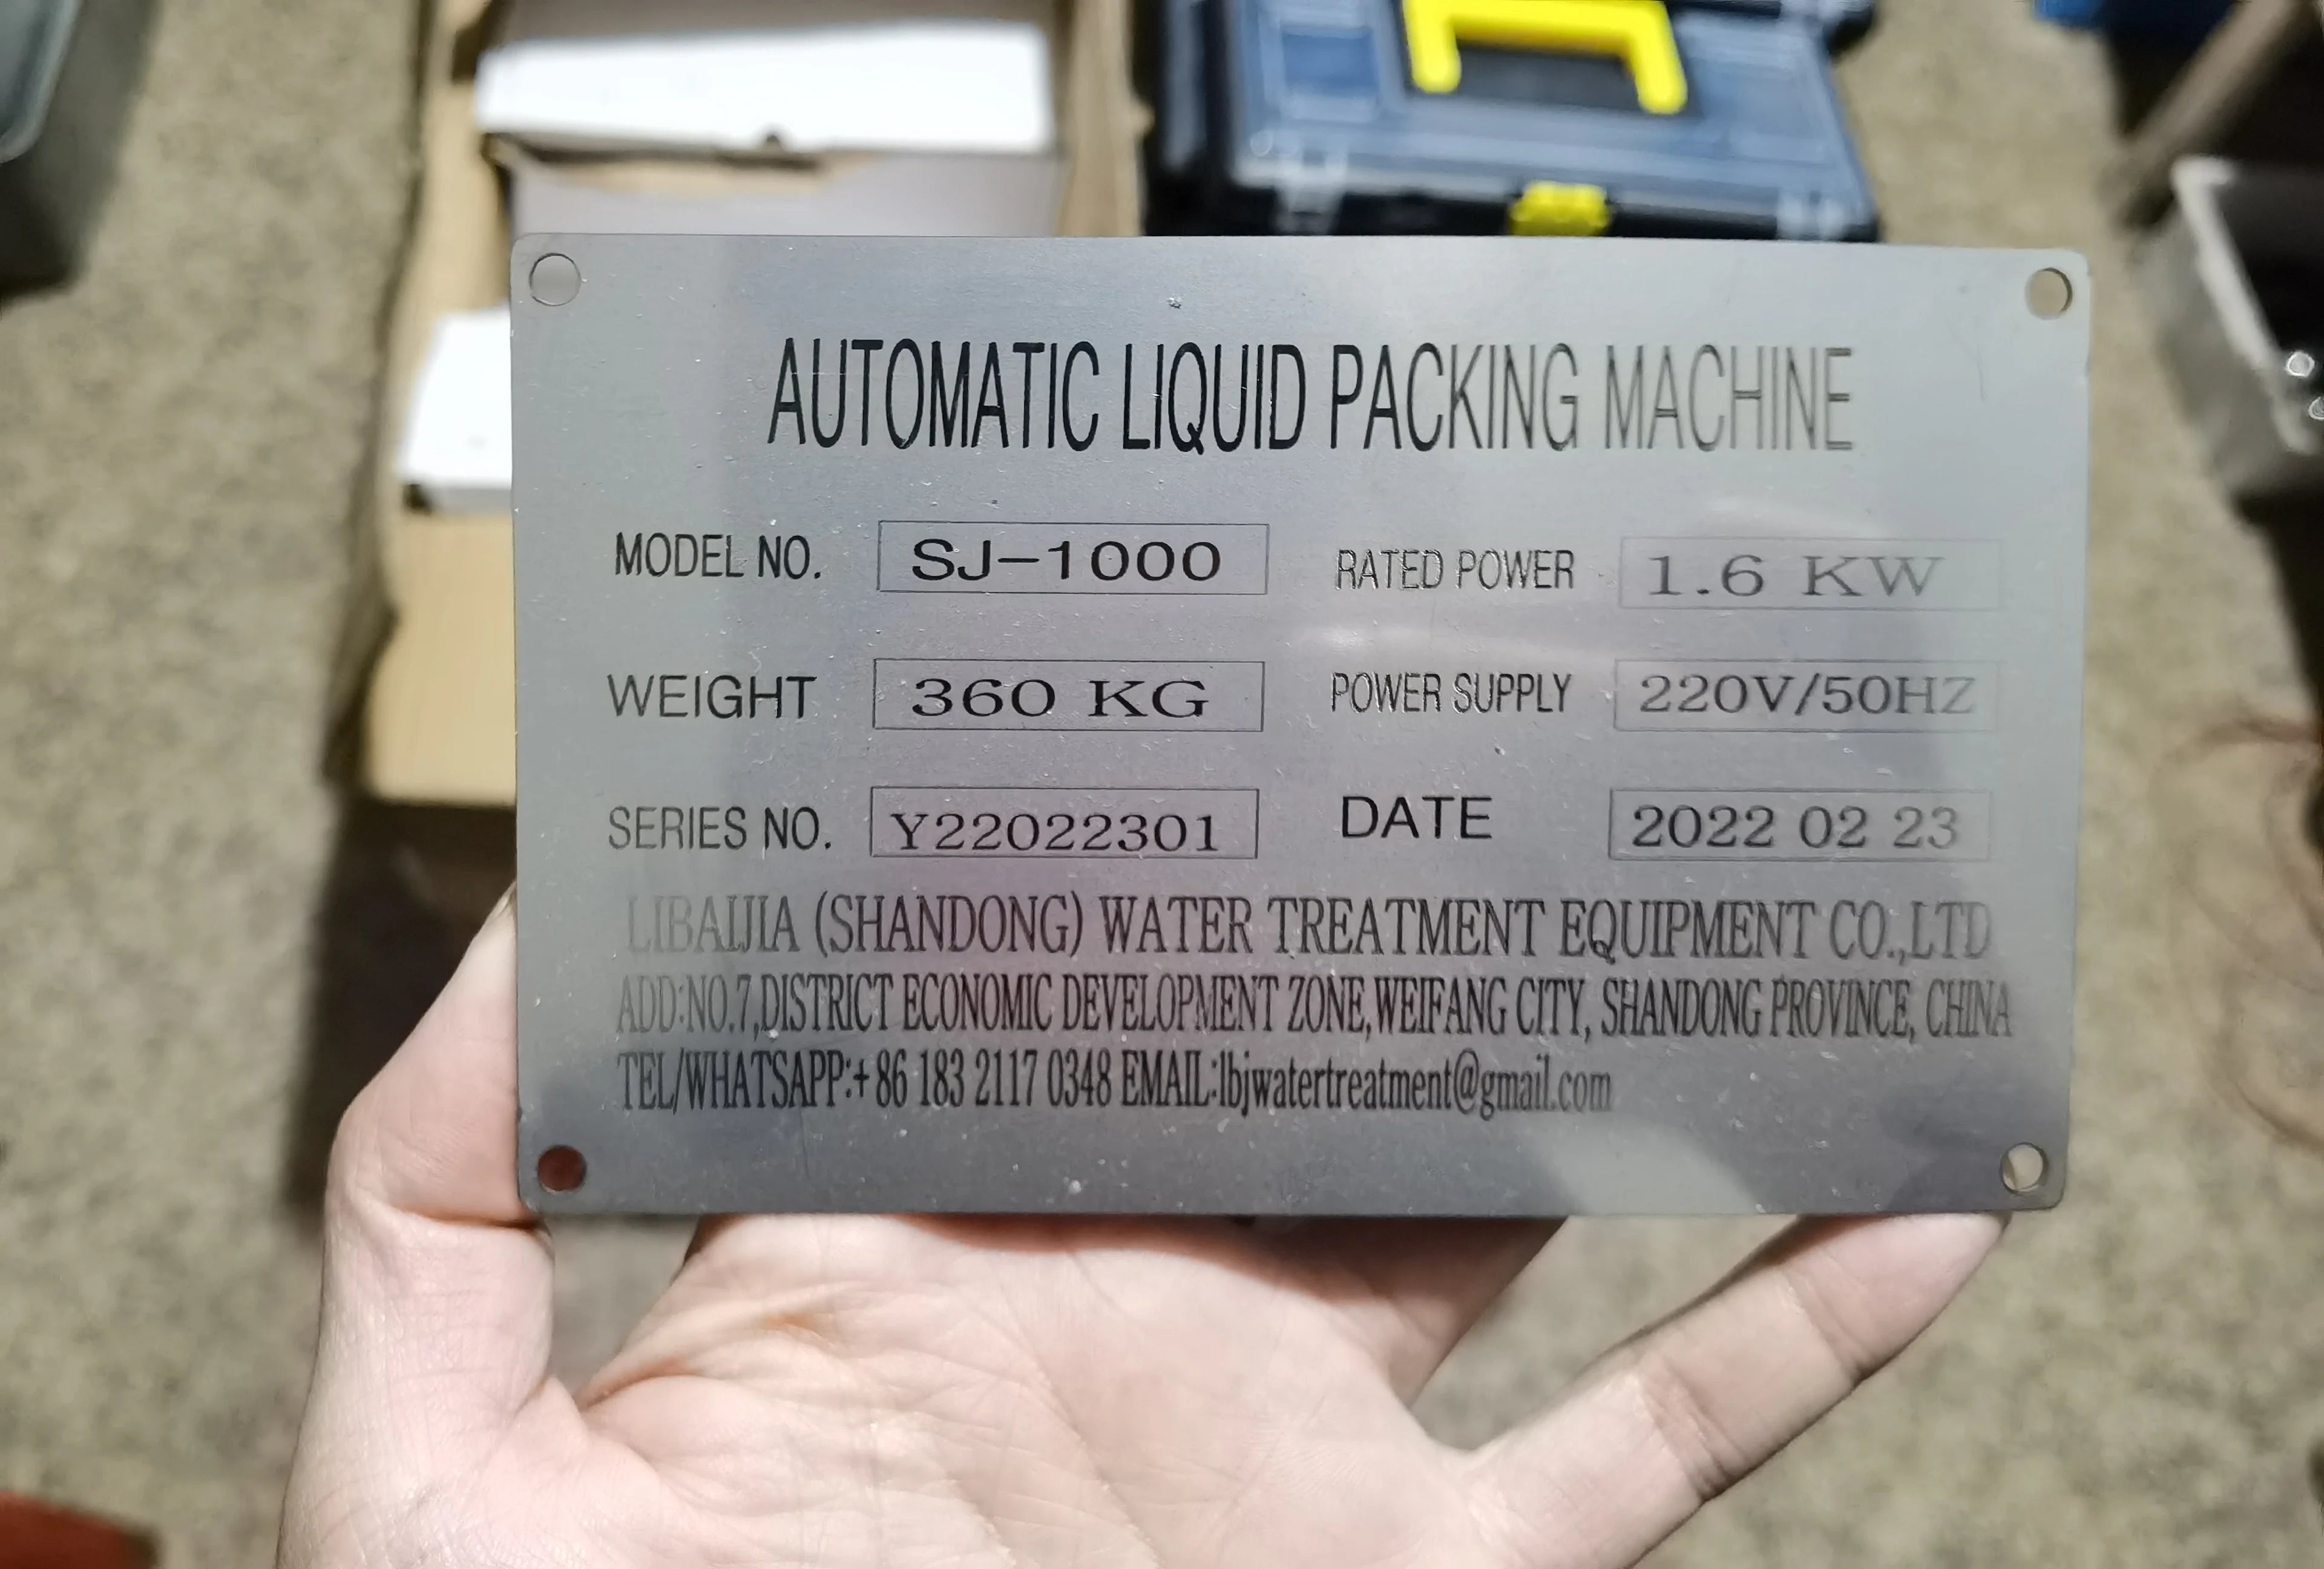 AUTOMATIC LIQUID PACKING MACHINE
MODEL NO. SJ-1000 RATED POWER 1.6 KW
WEIGHT 360 KG POWER SUPPLY 220V/50HZ
SERIES NO. Y22022301 DATE 2022 02 23
LIBAIJIA (SHANDONG) WATER TREATMENT EQUIPMENT CO.,LTD
ADD:NO.7,DISTRICT ECONOMIC DEVELOPMENT ZONE,WEIFANG CITY, SHANDONG PROVINCE, CHINA
TEL/WHATSAPP:+86 183 2117 0348 EMAIL:lbjwatertreatment@gmail.com